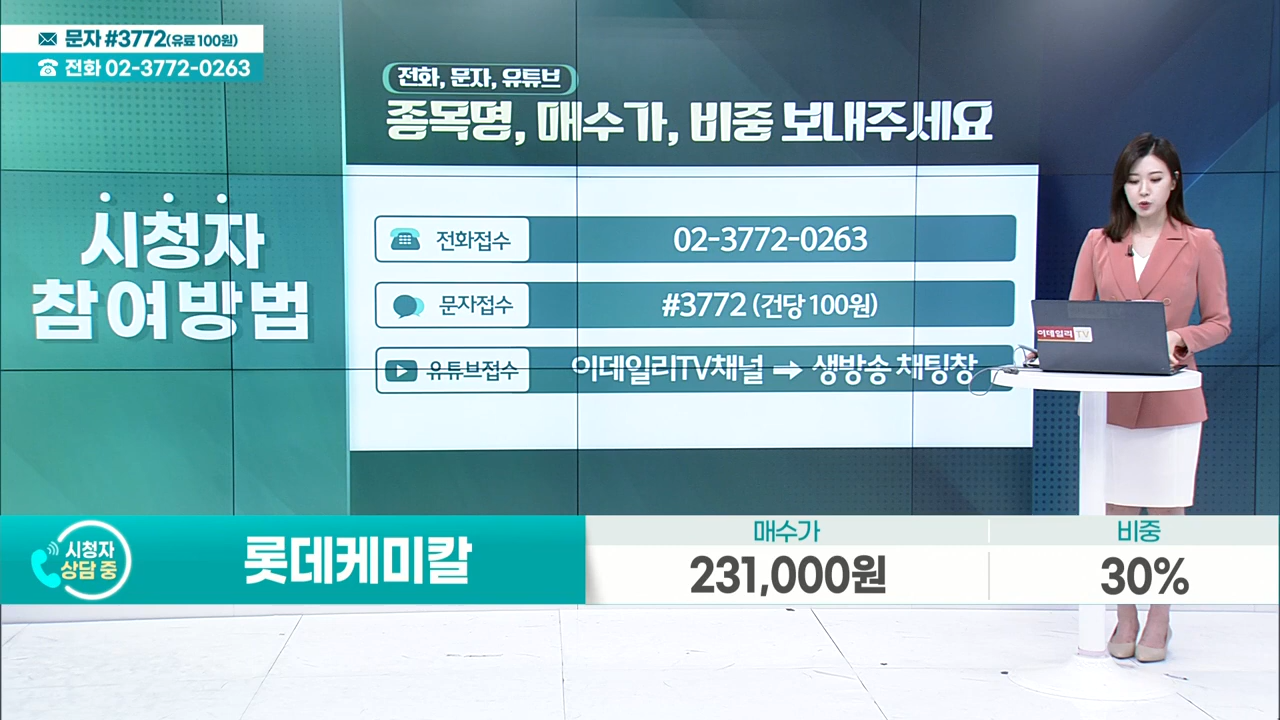 문자 #3772(유료 100원)
전화 02-3772-0263
전화, 문자, 유튜브
종목명, 매수가, 비중 보내주세요
시청자
참여방법
전화접수 02-3772-0263
문자접수 #3772 (건당 100원)
유튜브접수 이데일리TV채널 ➡ 생방송 채팅창
이데일리 TV
시청자
상담 중
롯데케미칼
매수가
231,000원
비중
30%